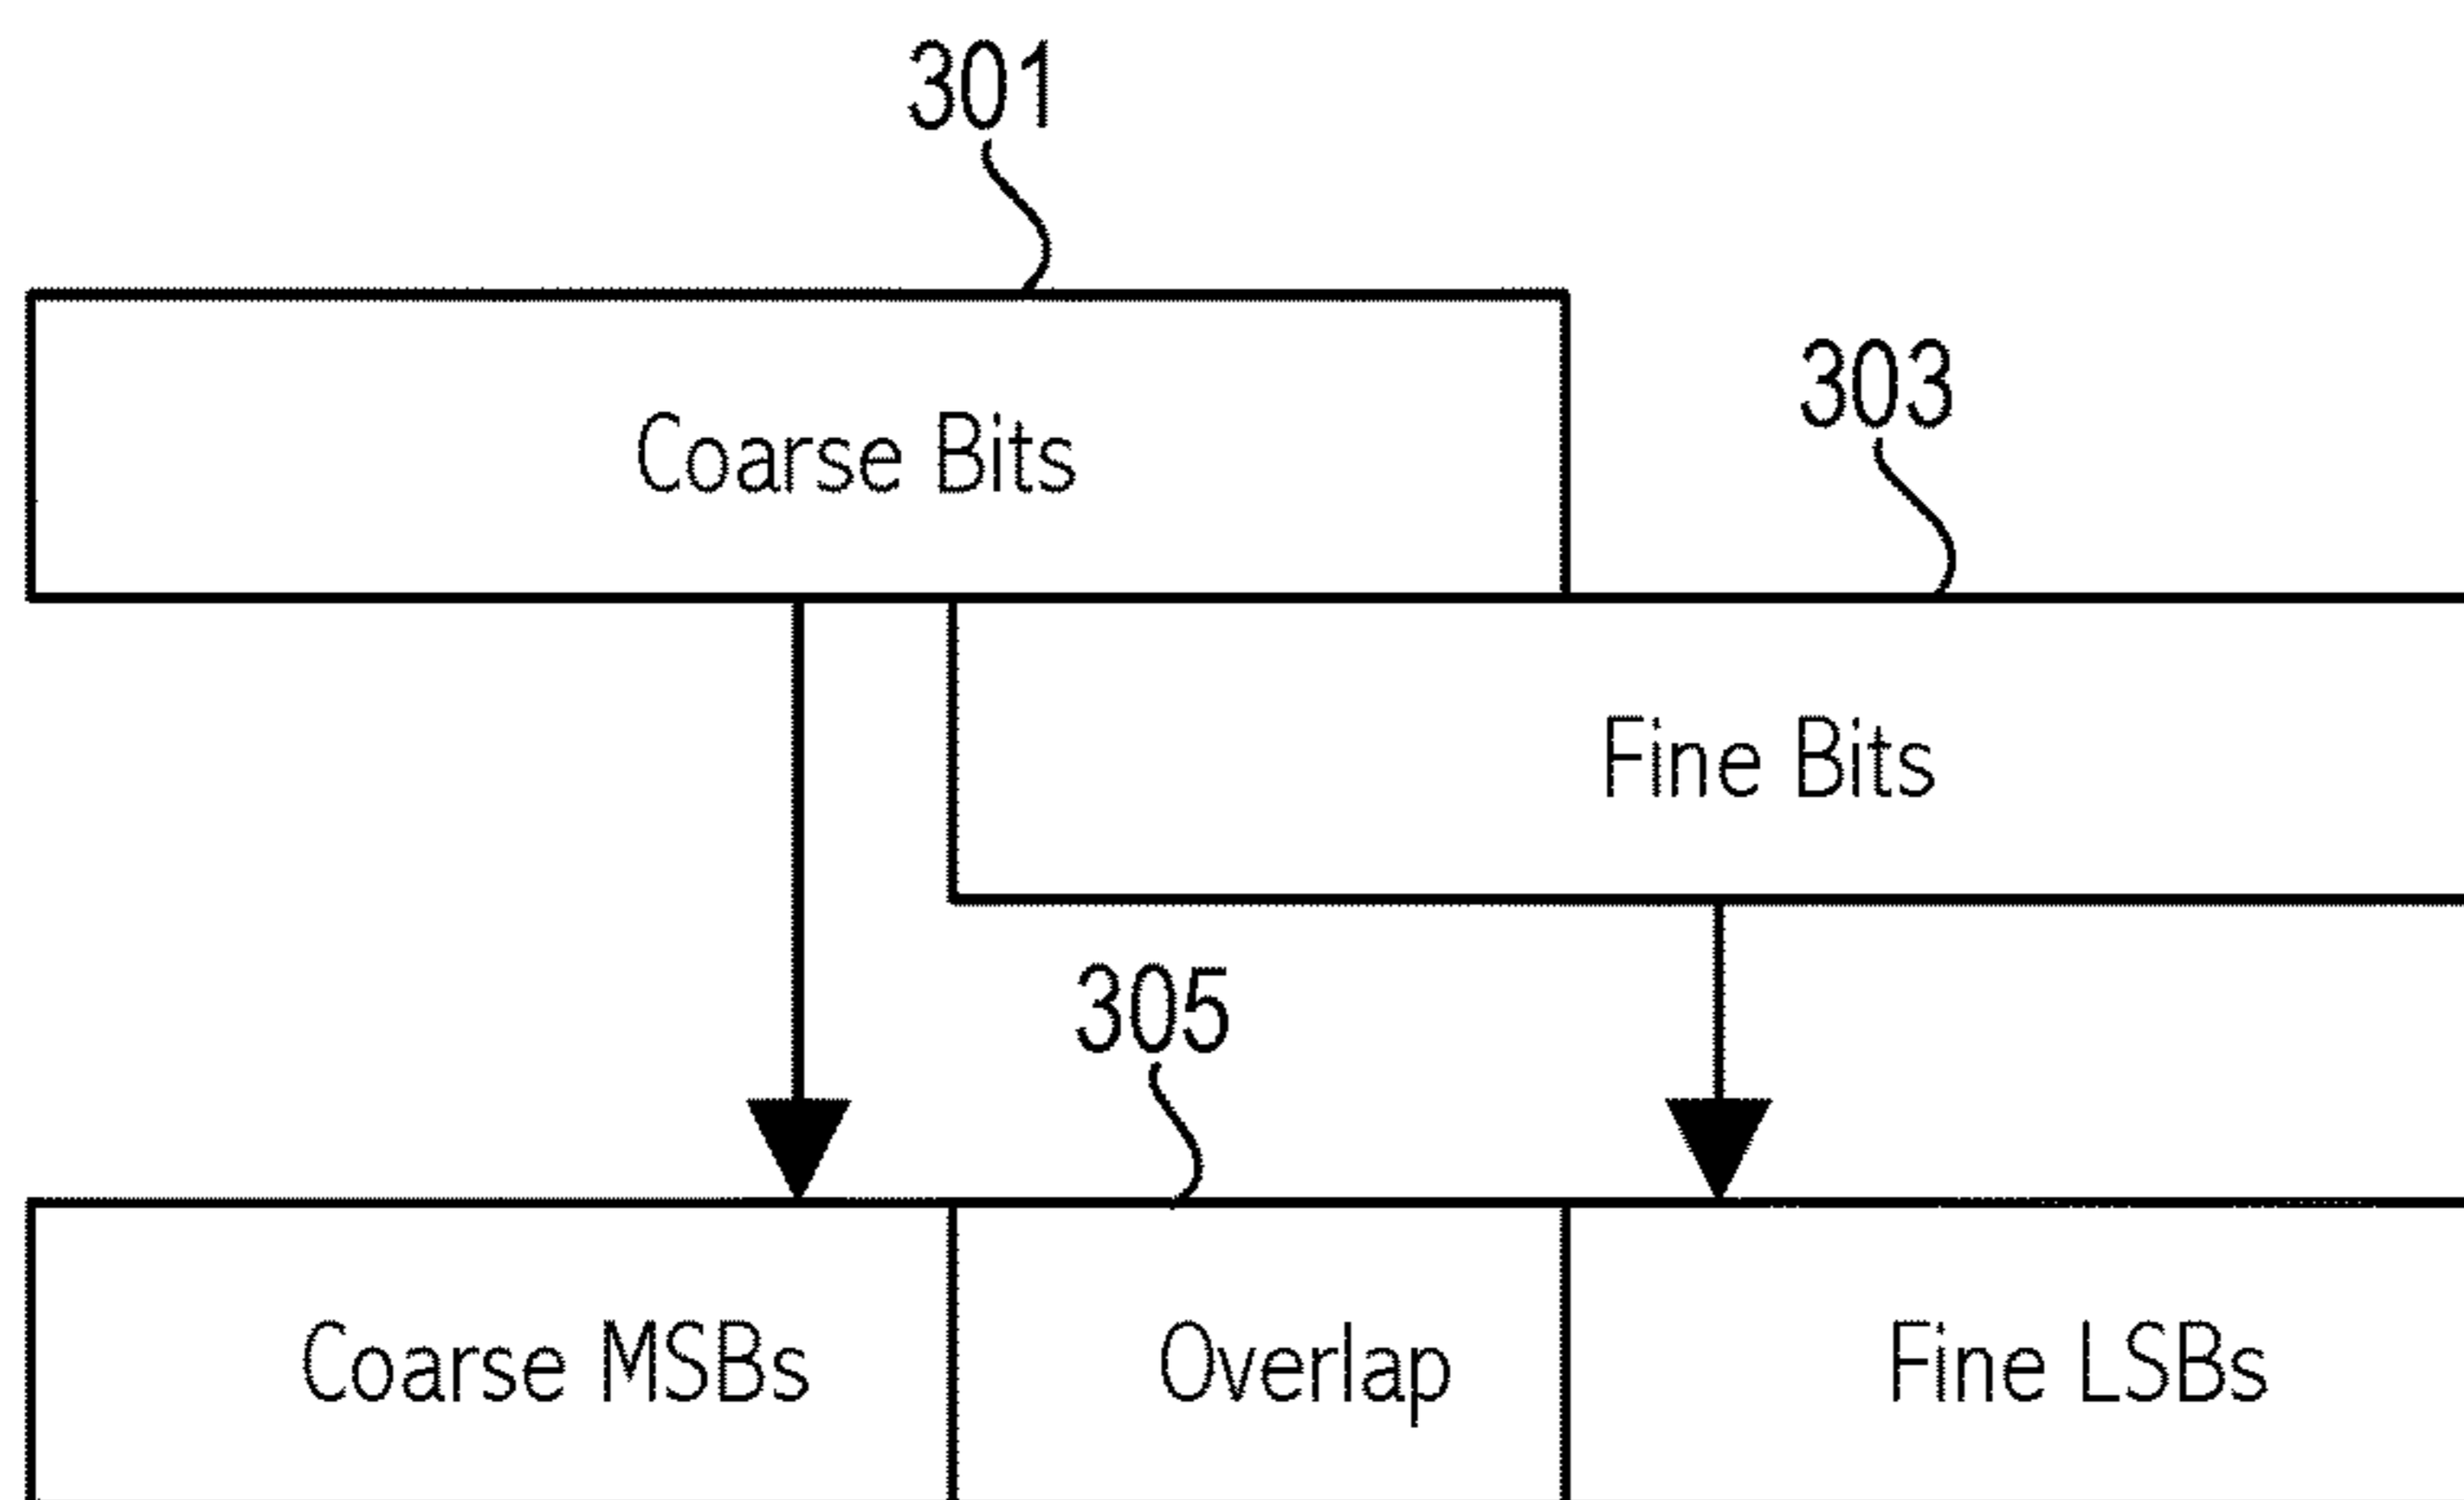 301
303
Coarse Bits
Fine Bits
305
Coarse MSBs
Overlap
Fine LSBs